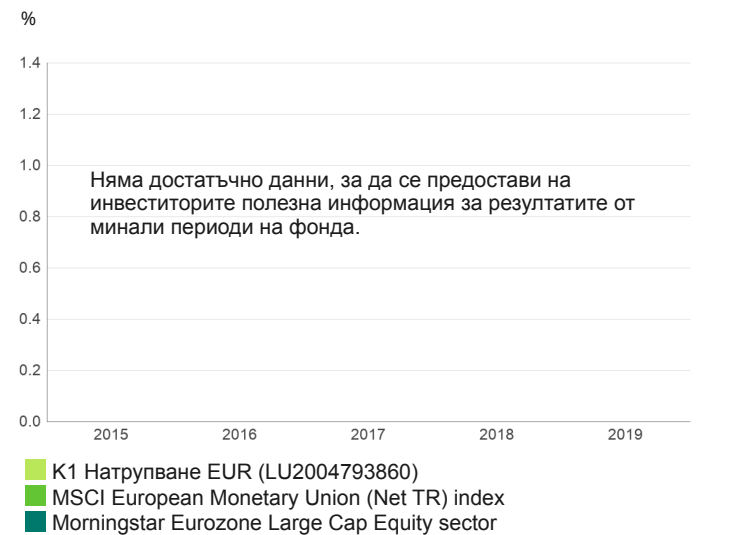 %
1.4
1.2
1.0
Няма достатъчно данни, за да се предостави на
инвеститорите полезна информация за резултатите от
0.8
минали периоди на фонда.
0.6
0.4
0.2
0.0
2015 2016 2017 2018 2019
K1 Натрупване EUR (LU2004793860)
MSCI European Monetary Union (Net TR) index
Morningstar Eurozone Large Cap Equity sector